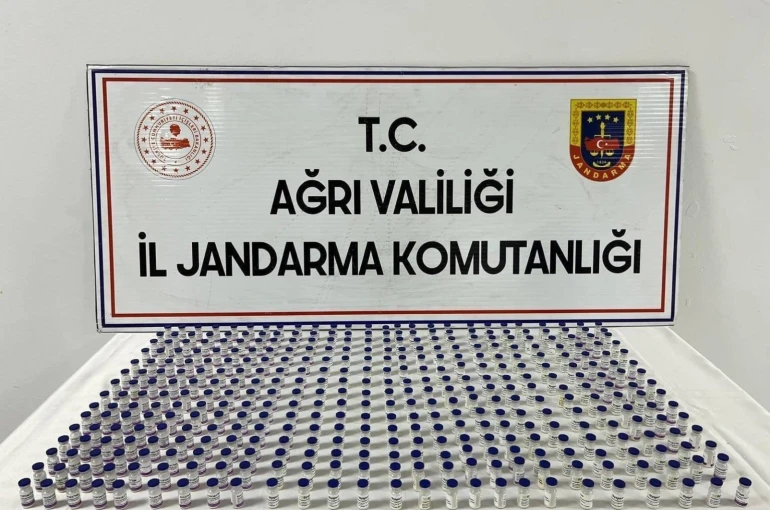 T.C.
AĞRI VALİLİĞİ
İL JANDARMA KOMUTANLIĞI
JANDARMA